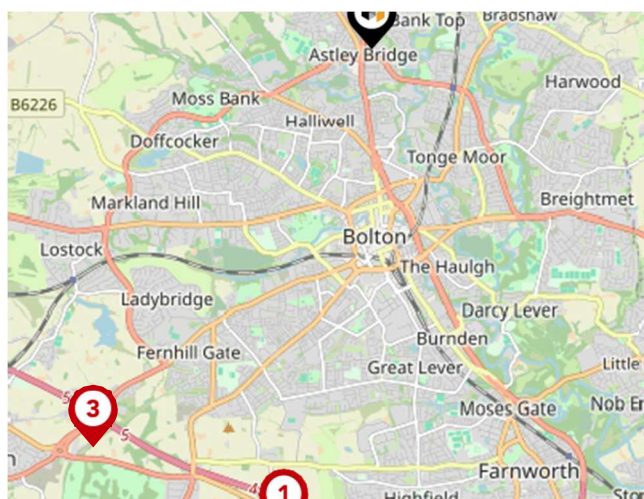 Bank Top
Bradshaw
Astley Bridge
Harwood
B6226
Moss Bank
Halliwell
Doffcocker
Tonge Moor
Markland Hill
Breightmet
Bolton
Lostock
The Haulgh
Ladybridge
Darcy Lever
Burnden
Fernhill Gate
Great Lever
Little
5
3
Moses Gate
Nob En
5
1
Farnworth
Highfield